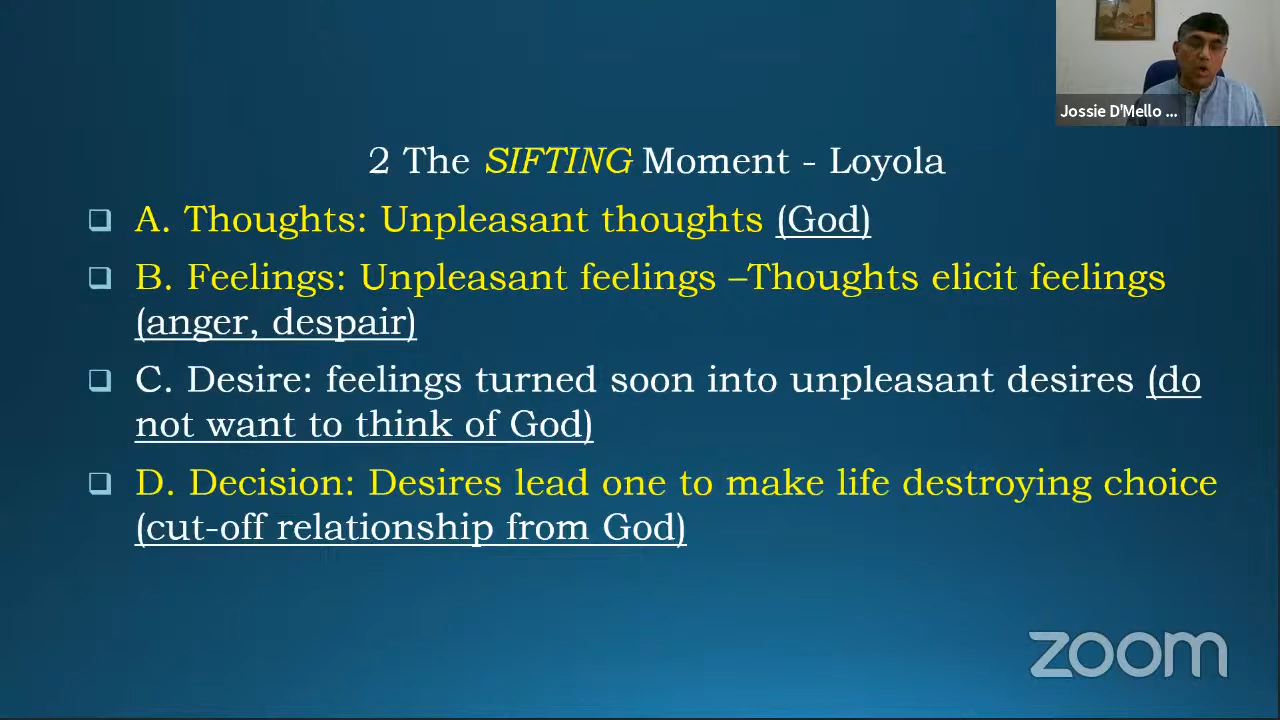 Jossie D'Mello ...
2 The SIFTING Moment - Loyola
A. Thoughts: Unpleasant thoughts (God)
B. Feelings: Unpleasant feelings –Thoughts elicit feelings
(anger, despair)
C. Desire: feelings turned soon into unpleasant desires (do
not want to think of God)
D. Decision: Desires lead one to make life destroying choice
(cut-off relationship from God)
zoom